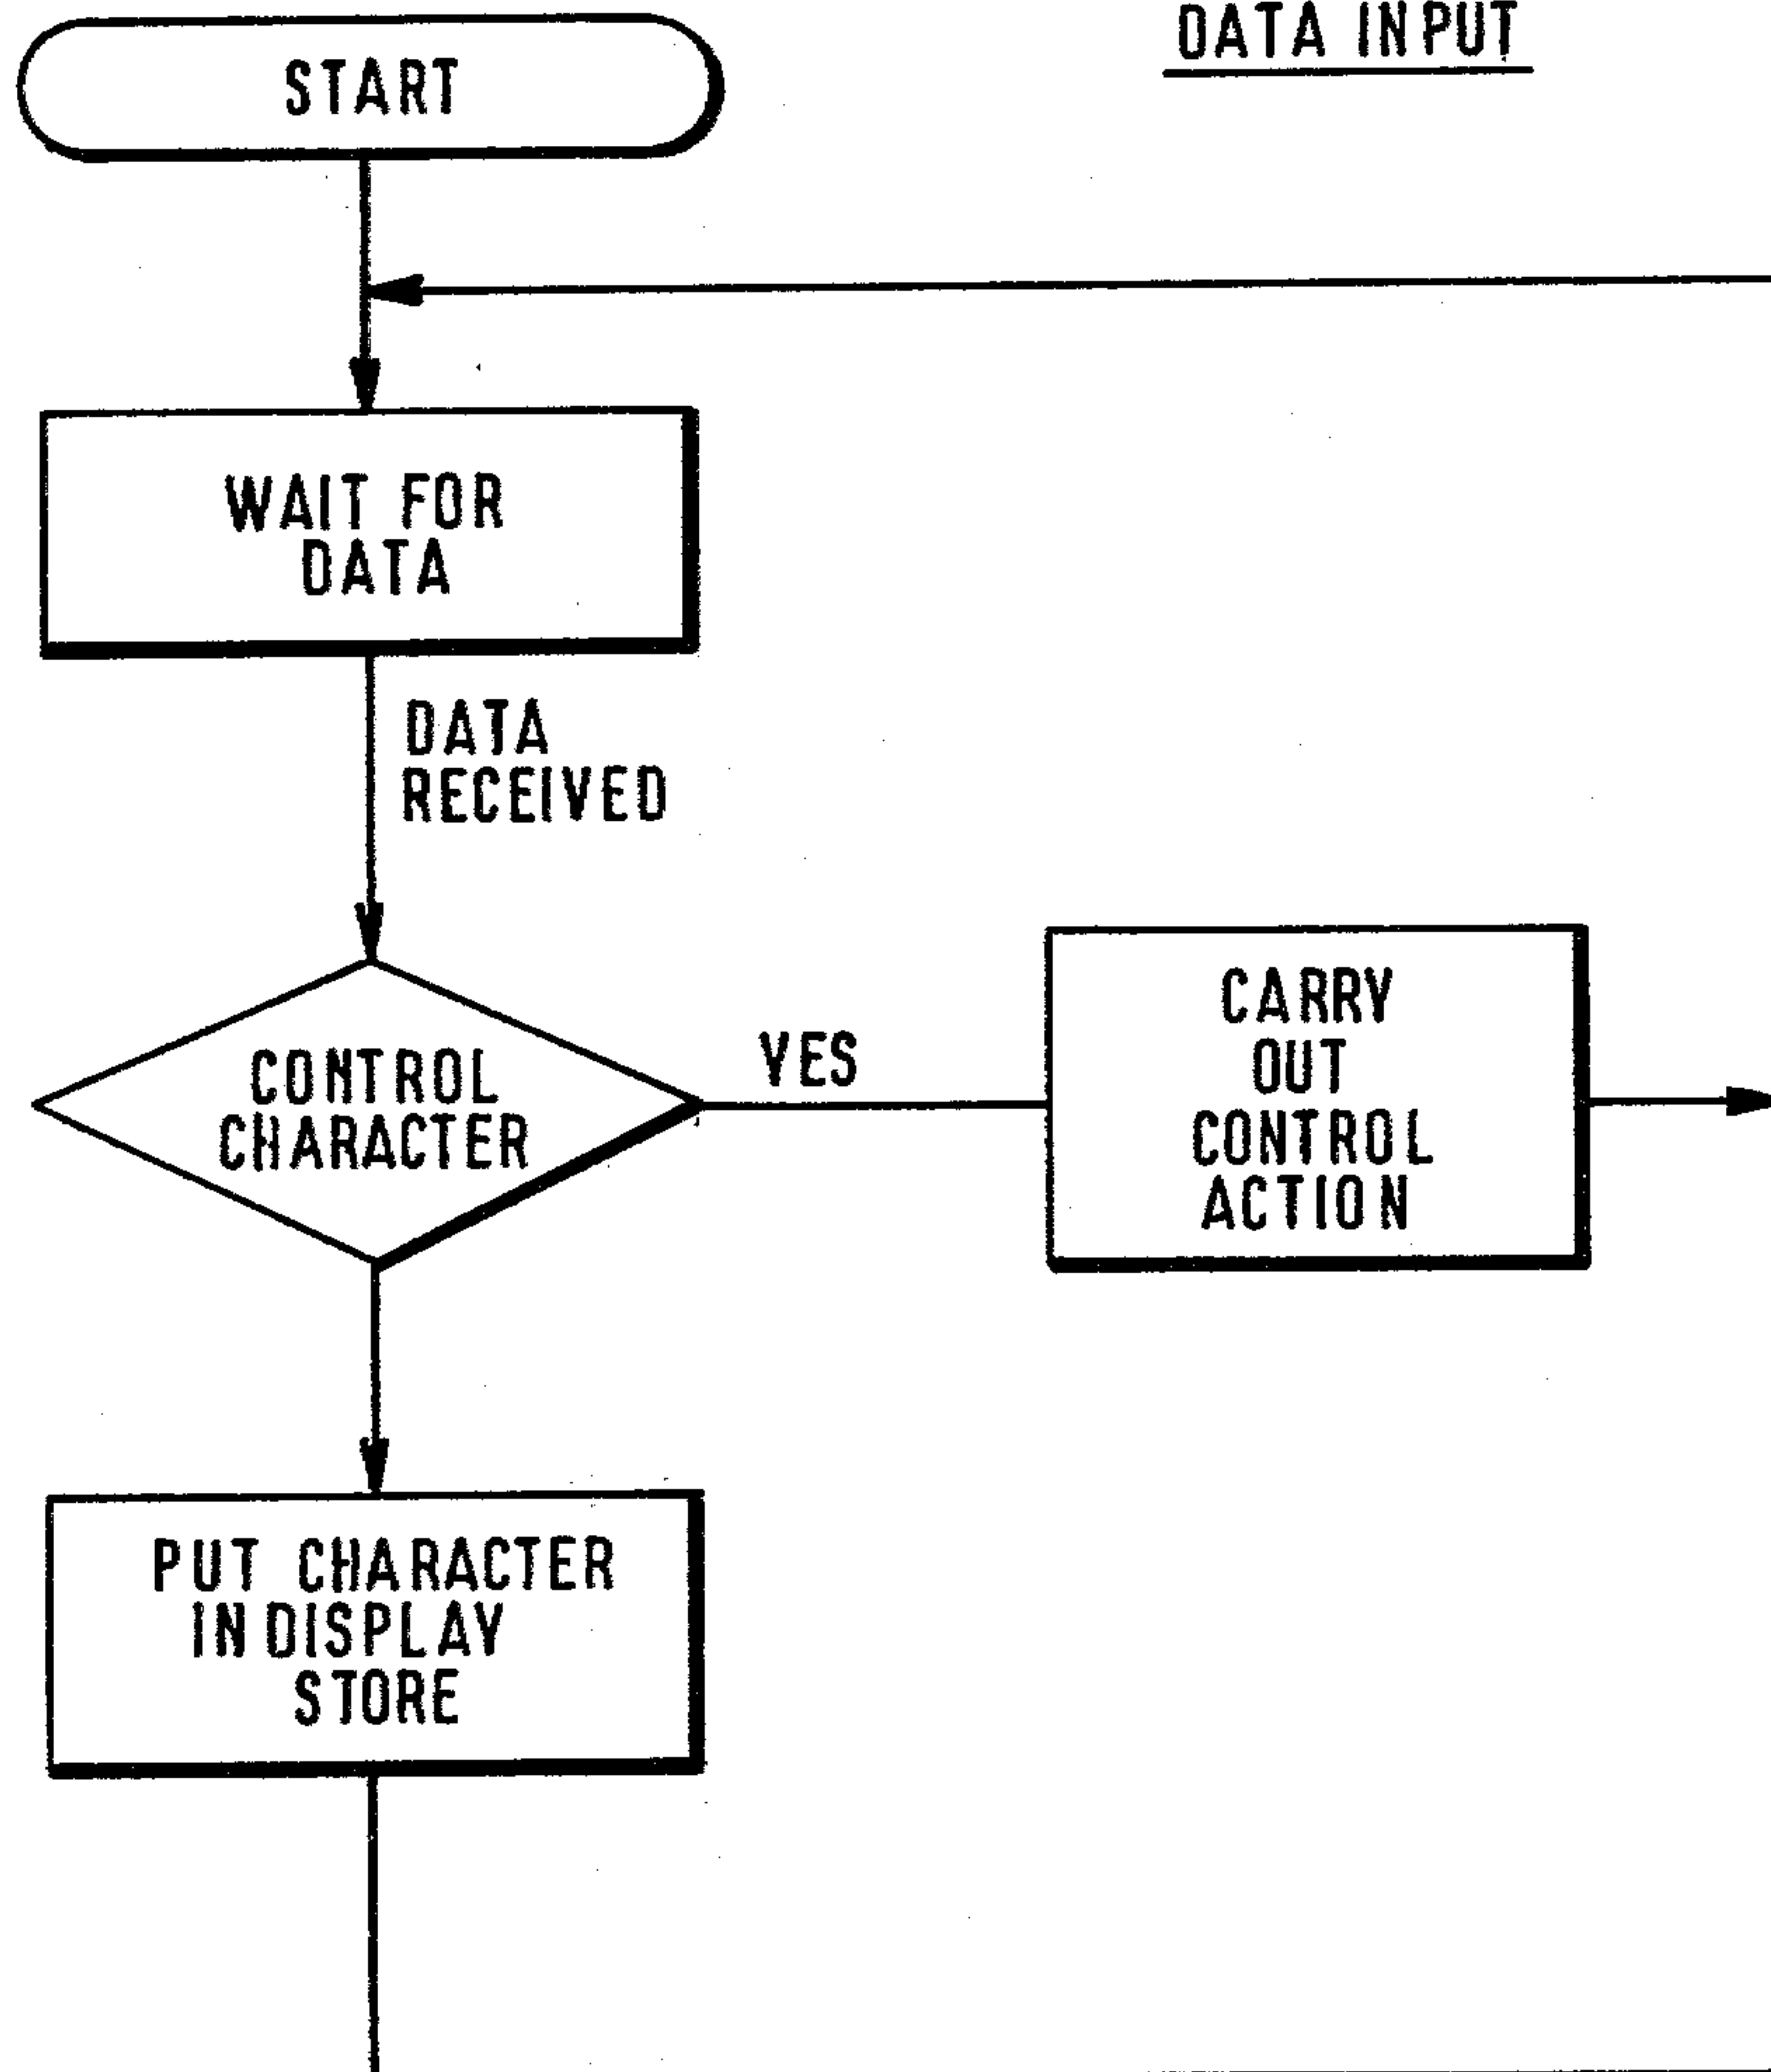 DATA INPUT
START
WAIT FOR
DATA
DATA
RECEIVED
CONTROL
CHARACTER
YES
CARRY
OUT
CONTROL
ACTION
PUT CHARACTER
IN DISPLAY
STORE